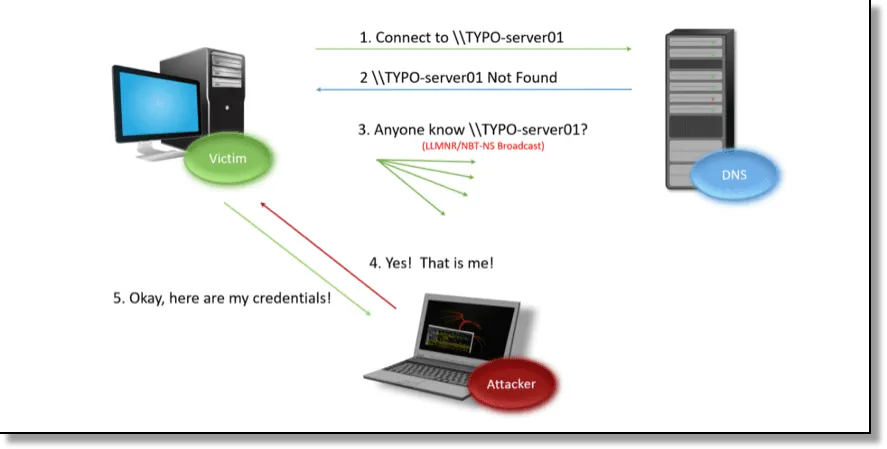 1. Connect to \\TYPO-server01
2 \\TYPO-server01 Not Found
3. Anyone know \\TYPO-server01?
(LLMNR/NBT-NS Broadcast)
Victim
DNS
4. Yes!  That is me!
5. Okay, here are my credentials!
Attacker